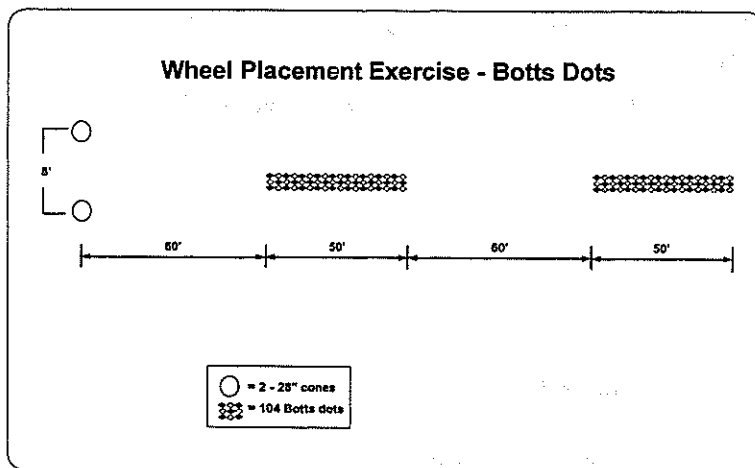 Wheel Placement Exercise - Botts Dots
8'
60' 50' 60' 50'
= 2 - 28" cones
= 104 Botts dots